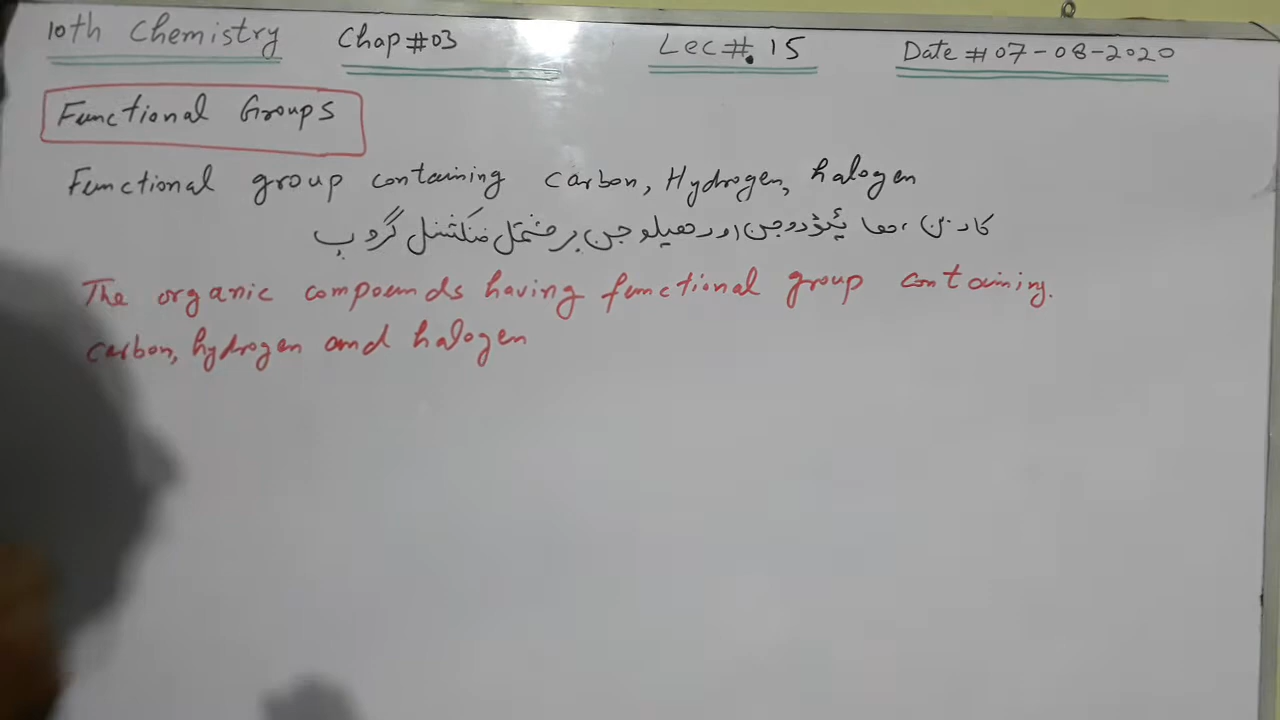 10th Chemistry Chap #03 Lec #. 15 Date # 07-08-2020
Functional Groups
Functional group containing carbon, Hydrogen, halogen
کاربن، ہائیڈروجن اور ھیلوجن پر مشتمل فنکشنل گروپ
The organic compounds having functional group containing.
carbon, hydrogen and halogen